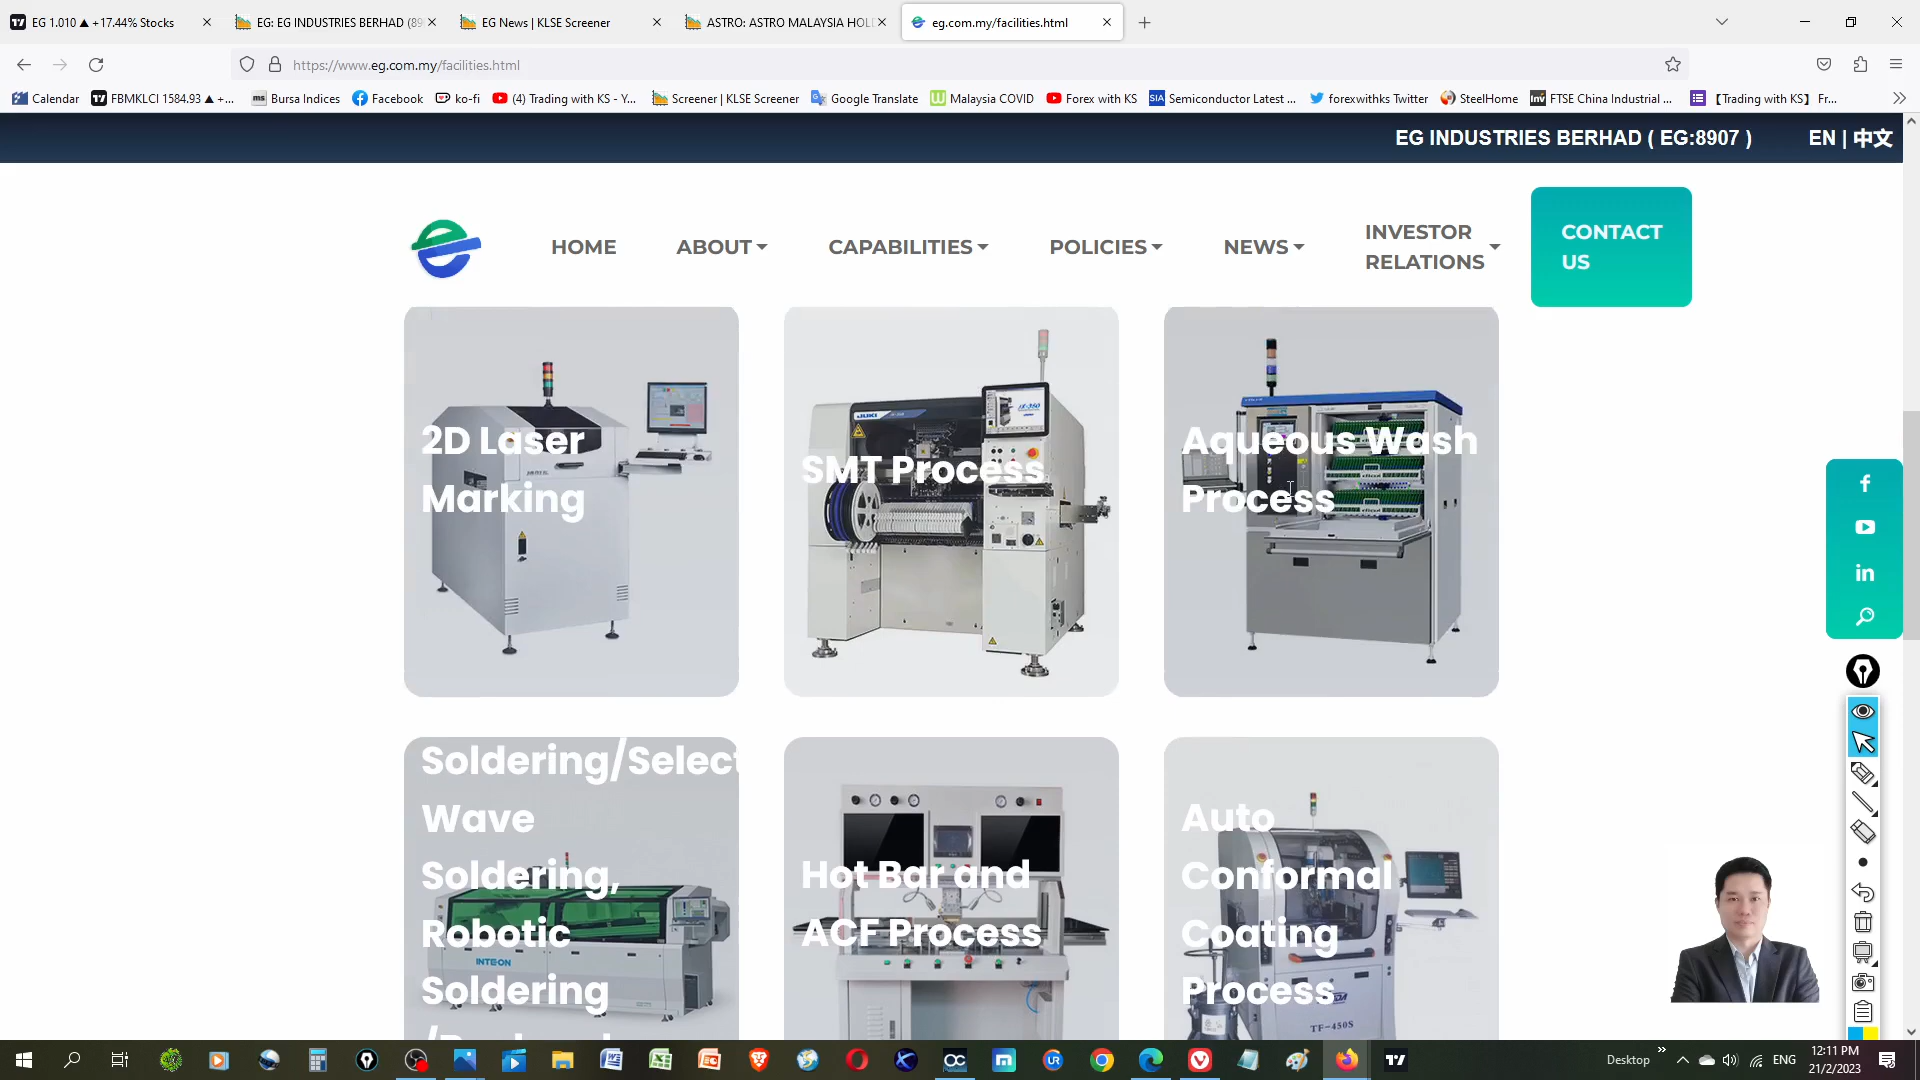 EG 1.010 ▲ +17.44% Stocks
EG: EG INDUSTRIES BERHAD (89
EG News | KLSE Screener
ASTRO: ASTRO MALAYSIA HOL
eg.com.my/facilities.html
https://www.eg.com.my/facilities.html
Calendar
FBMKLCI 1584.93 ▲ +...
Bursa Indices
Facebook
ko-fi
(4) Trading with KS - Y...
Screener | KLSE Screener
Google Translate
Malaysia COVID
Forex with KS
Semiconductor Latest ...
forexwithks Twitter
SteelHome
FTSE China Industrial ...
【Trading with KS】 Fr...
EG INDUSTRIES BERHAD ( EG:8907 )
EN | 中文
HOME
ABOUT
CAPABILITIES
POLICIES
NEWS
INVESTOR
RELATIONS
CONTACT
US
2D Laser
Marking
JUKI
SMT Process
Aqueous Wash
Process
Soldering/Select
Wave
Soldering,
Robotic
Soldering
INTEON
Hot Bar and
ACF Process
Auto
Conformal
Coating
Process
TF-450S
Desktop
ENG
12:11 PM
21/2/2023